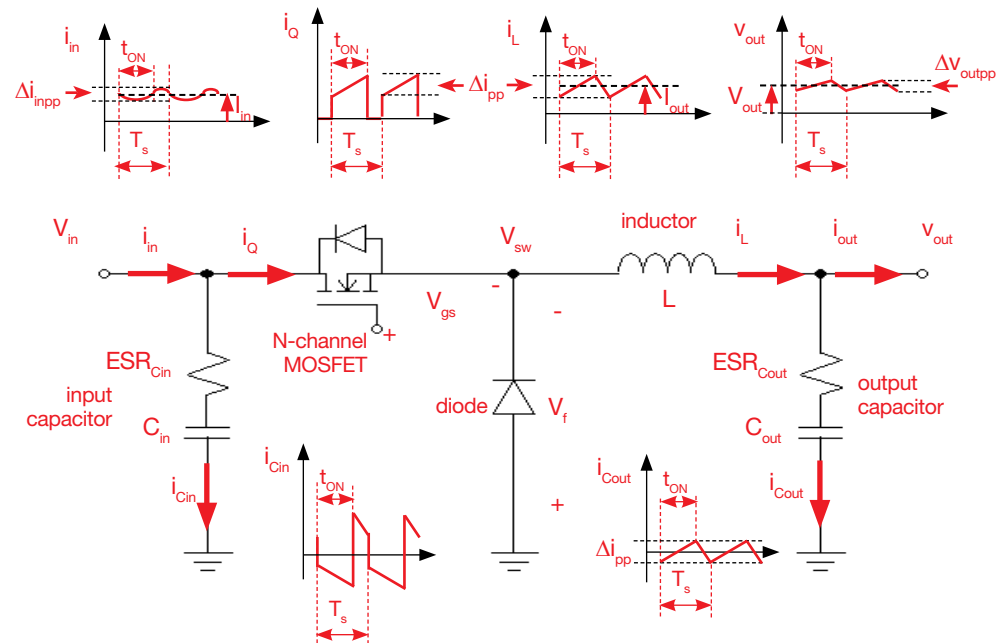 i_in
t_ON
Δi_inpp
I_in
T_s
i_Q
t_ON
Δi_pp
T_s
i_L
t_ON
I_out
T_s
v_out
t_ON
Δv_outpp
V_out
T_s
V_in
i_in
i_Q
V_sw
inductor
i_L
i_out
v_out
L
V_gs
-
-
+
N-channel
MOSFET
ESR_Cin
input
capacitor
C_in
i_Cin
diode
V_f
+
ESR_Cout
output
capacitor
C_out
i_Cout
i_Cin
t_ON
T_s
i_Cout
t_ON
Δi_pp
T_s